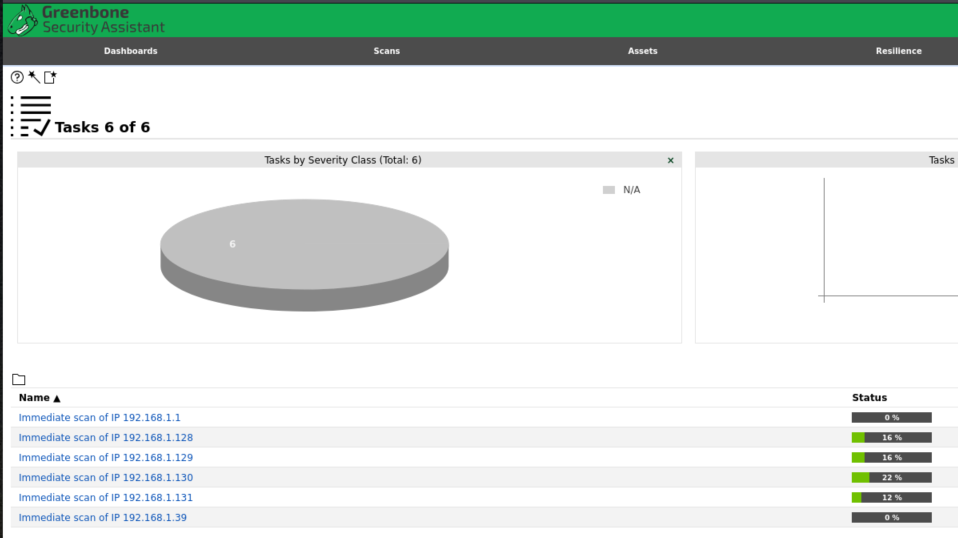 Greenbone
Security Assistant
Dashboards Scans Assets Resilience
Tasks 6 of 6
Tasks by Severity Class (Total: 6) ×
Tasks
N/A
6
Name ▲ Status
Immediate scan of IP 192.168.1.1 0 %
Immediate scan of IP 192.168.1.128 16 %
Immediate scan of IP 192.168.1.129 16 %
Immediate scan of IP 192.168.1.130 22 %
Immediate scan of IP 192.168.1.131 12 %
Immediate scan of IP 192.168.1.39 0 %